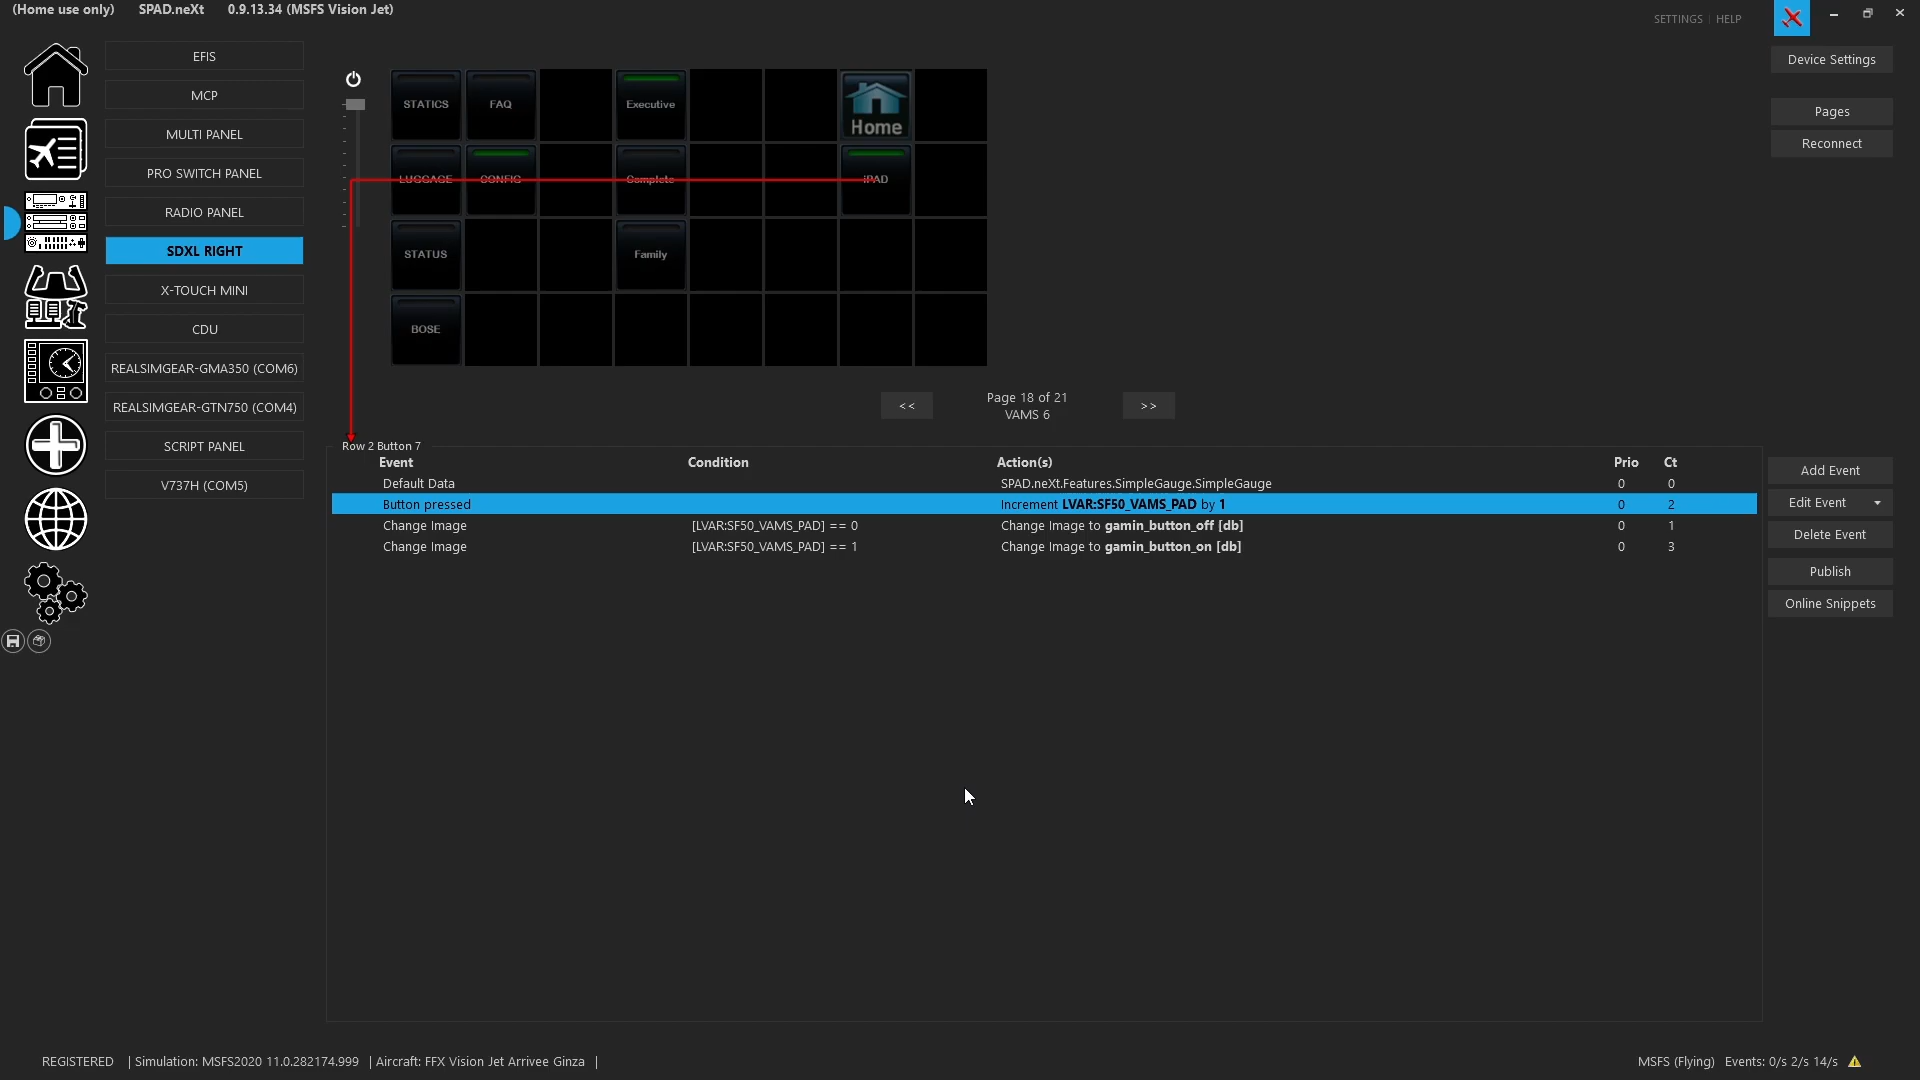 (Home use only) SPAD.neXt 0.9.13.34 (MSFS Vision Jet)
SETTINGS | HELP
EFIS
MCP
MULTI PANEL
PRO SWITCH PANEL
RADIO PANEL
SDXL RIGHT
X-TOUCH MINI
CDU
REALSIMGEAR-GMA350 (COM6)
REALSIMGEAR-GTN750 (COM4)
SCRIPT PANEL
V737H (COM5)
STATICS FAQ Executive Home
LUGGAGE CONFIG Complete iPAD
STATUS Family
BOSE
Device Settings
Pages
Reconnect
<< Page 18 of 21 >>
VAMS 6
Row 2 Button 7
Event Condition Action(s) Prio Ct
Default Data SPAD.neXt.Features.SimpleGauge.SimpleGauge 0 0
Button pressed Increment LVAR:SF50_VAMS_PAD by 1 0 2
Change Image [LVAR:SF50_VAMS_PAD] == 0 Change Image to gamin_button_off [db] 0 1
Change Image [LVAR:SF50_VAMS_PAD] == 1 Change Image to gamin_button_on [db] 0 3
Add Event
Edit Event
Delete Event
Publish
Online Snippets
REGISTERED | Simulation: MSFS2020 11.0.282174.999 | Aircraft: FFX Vision Jet Arrivee Ginza |
MSFS (Flying) Events: 0/s 2/s 14/s